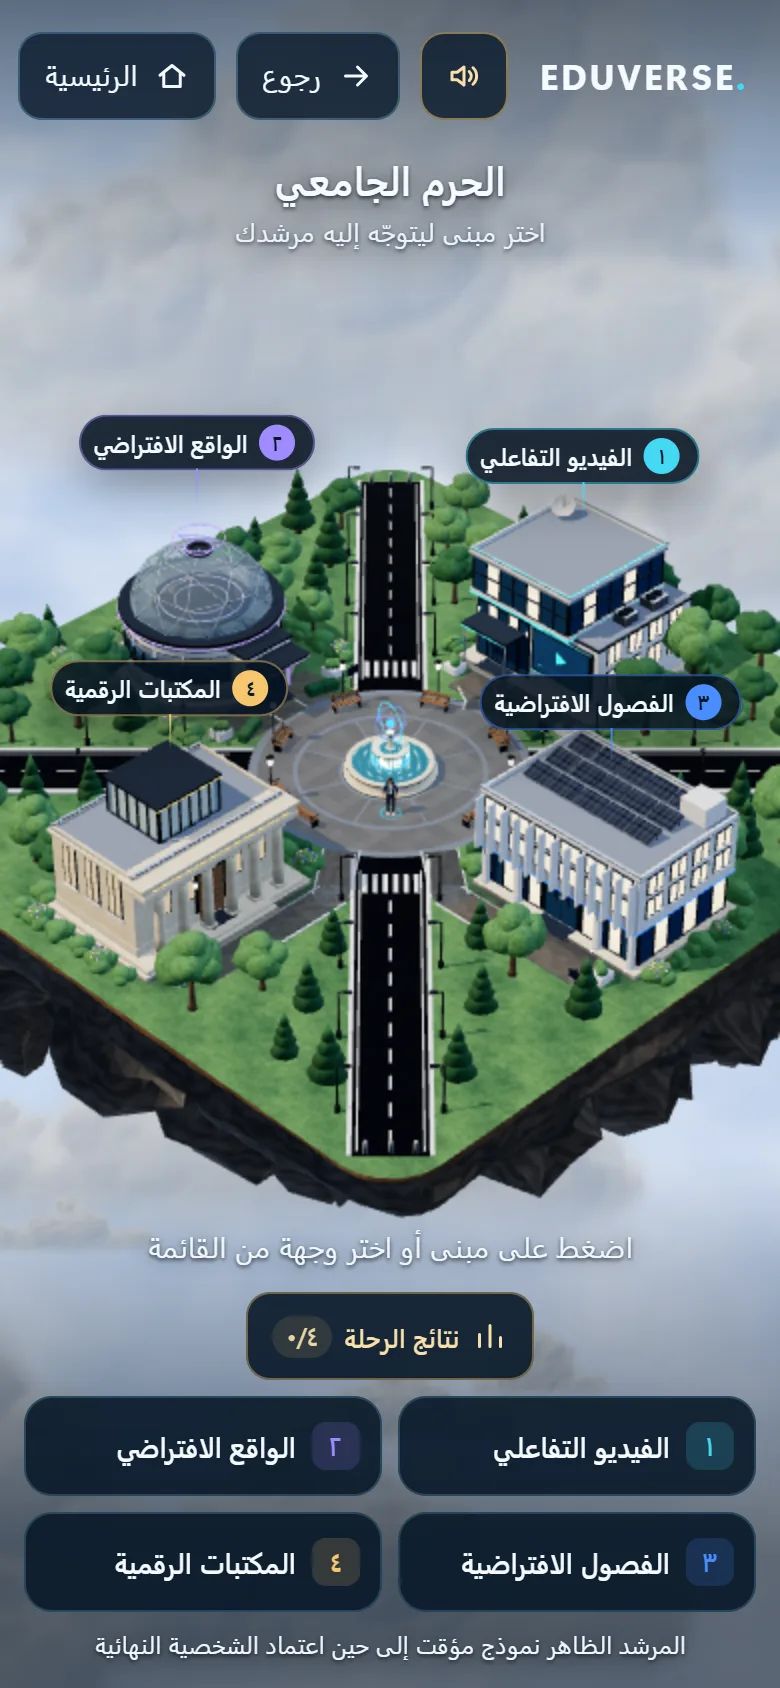 EDUVERSE.
رجوع
الرئيسية
الحرم الجامعي
اختر مبنى ليتوجّه إليه مرشدك
٢ الواقع الافتراضي
١ الفيديو التفاعلي
٤ المكتبات الرقمية
٣ الفصول الافتراضية
اضغط على مبنى أو اختر وجهة من القائمة
نتائج الرحلة ٠/٤
١ الفيديو التفاعلي
٢ الواقع الافتراضي
٣ الفصول الافتراضية
٤ المكتبات الرقمية
المرشد الظاهر نموذج مؤقت إلى حين اعتماد الشخصية النهائية